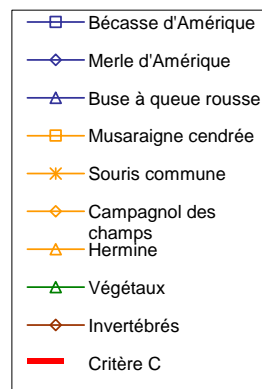 Bécasse d'Amérique
Merle d'Amérique
Buse à queue rousse
Musaraigne cendrée
Souris commune
Campagnol des
champs
Hermine
Végétaux
Invertébrés
Critère C